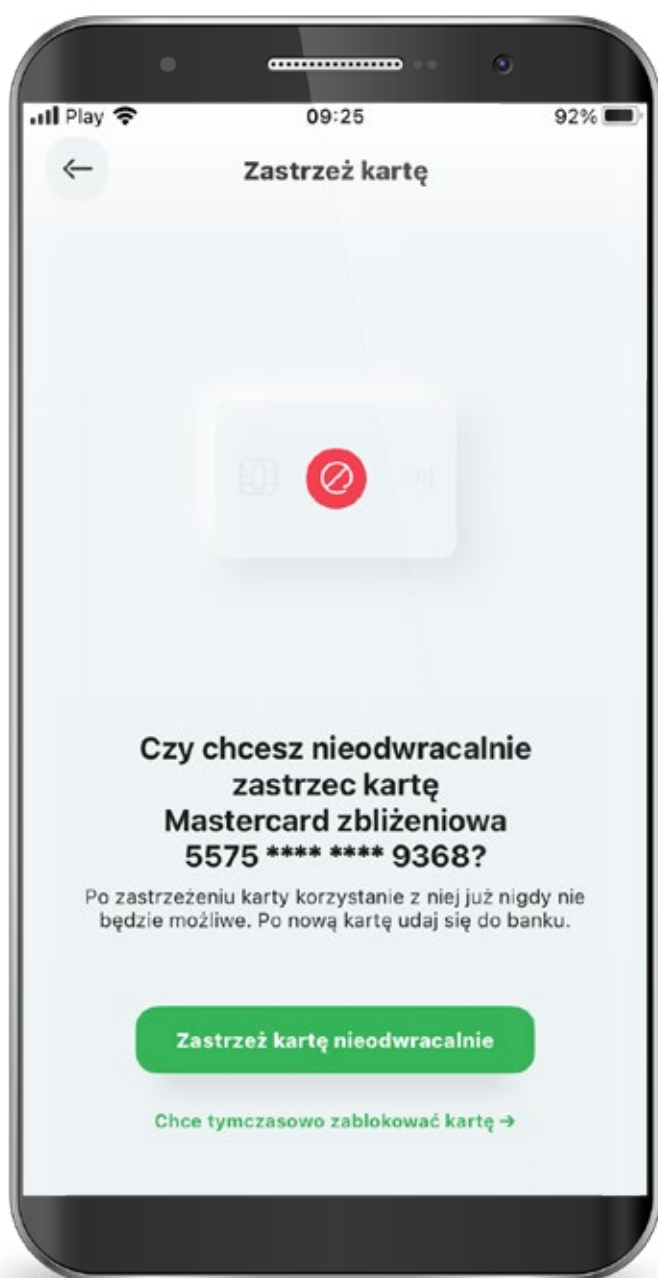 Play
09:25
92%
Zastrzeż kartę
Czy chcesz nieodwracalnie
zastrzec kartę
Mastercard zbliżeniowa
5575 **** **** 9368?
Po zastrzeżeniu karty korzystanie z niej już nigdy nie
będzie możliwe. Po nową kartę udaj się do banku.
Zastrzeż kartę nieodwracalnie
Chce tymczasowo zablokować kartę →